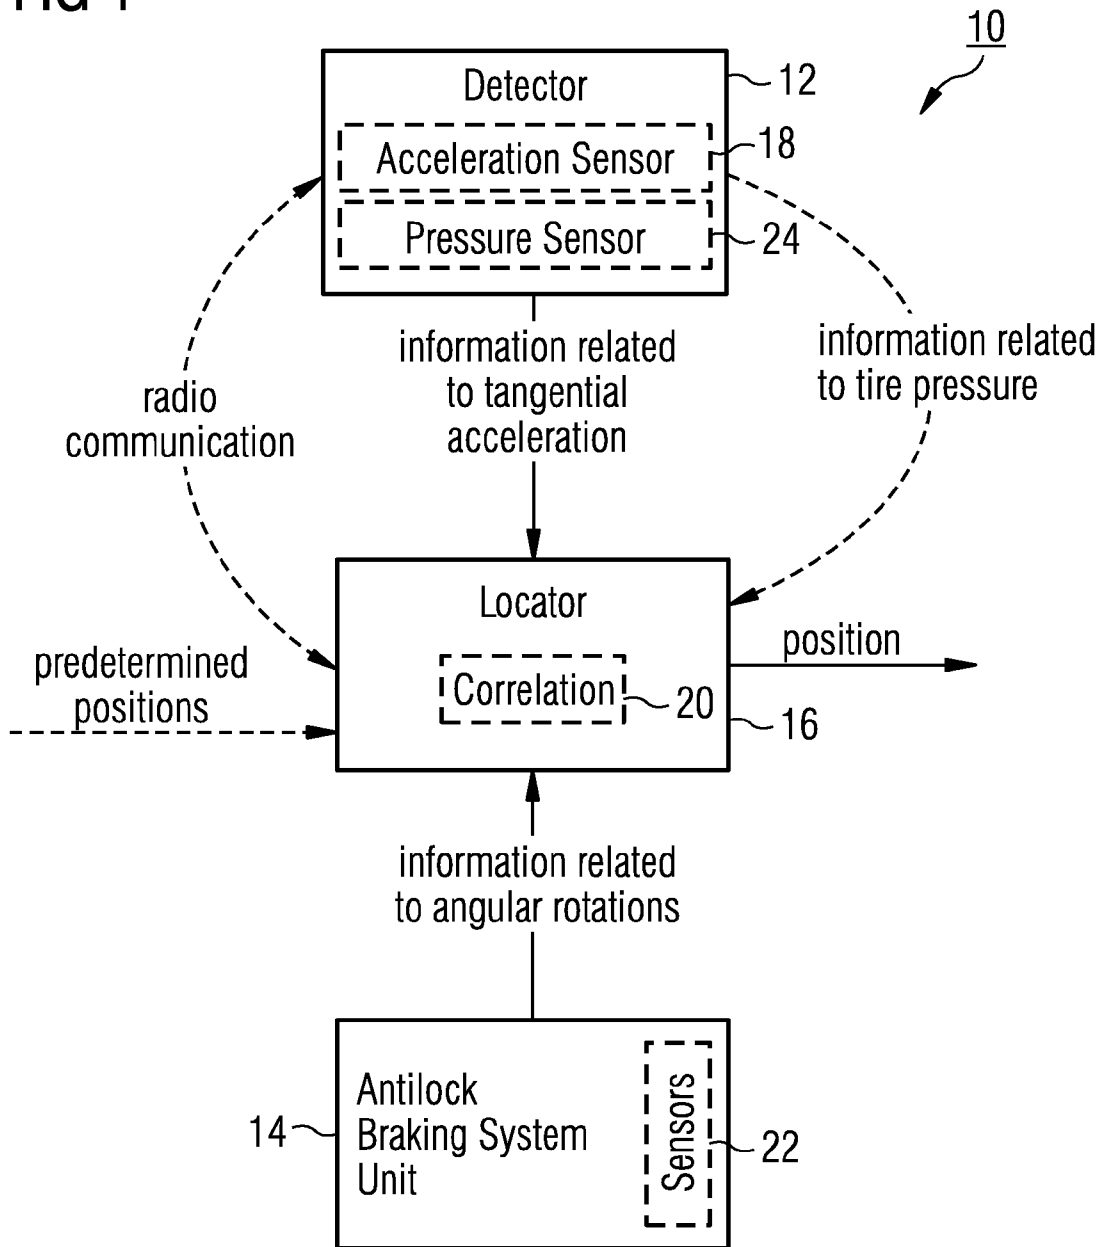 10
Detector
12
Acceleration Sensor
18
Pressure Sensor
24
information related
to tangential
acceleration
information related
to tire pressure
radio
communication
Locator
Correlation
20
16
position
predetermined
positions
information related
to angular rotations
Antilock
Braking System
Unit
14
Sensors
22